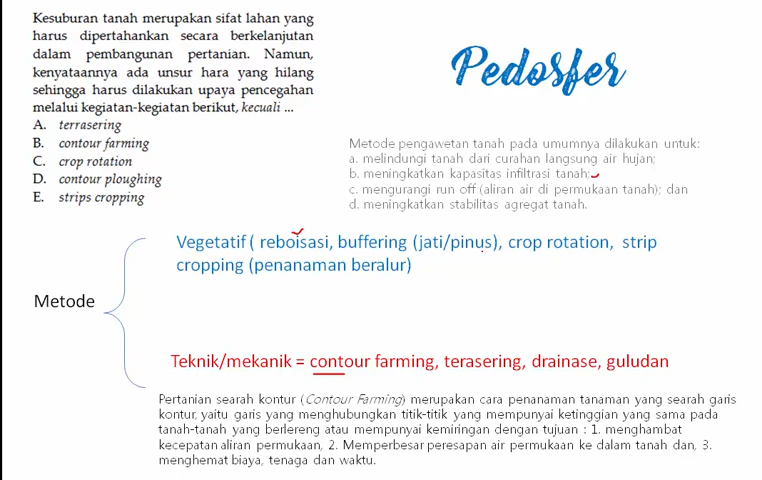 Kesuburan tanah merupakan sifat lahan yang
harus dipertahankan secara berkelanjutan
dalam pembangunan pertanian. Namun,
kenyataannya ada unsur hara yang hilang
sehingga harus dilakukan upaya pencegahan
melalui kegiatan-kegiatan berikut, kecuali ...
A. terrasering
B. contour farming
C. crop rotation
D. contour ploughing
E. strips cropping
Pedosfer
Metode pengawetan tanah pada umumnya dilakukan untuk:
a. melindungi tanah dari curahan langsung air hujan;
b. meningkatkan kapasitas infiltrasi tanah;
c. mengurangi run off (aliran air di permukaan tanah); dan
d. meningkatkan stabilitas agregat tanah.
Metode
Vegetatif ( reboisasi, buffering (jati/pinus), crop rotation, strip
cropping (penanaman beralur)
Teknik/mekanik = contour farming, terasering, drainase, guludan
Pertanian searah kontur (Contour Farming) merupakan cara penanaman tanaman yang searah garis
kontur, yaitu garis yang menghubungkan titik-titik yang mempunyai ketinggian yang sama pada
tanah-tanah yang berlereng atau mempunyai kemiringan dengan tujuan : 1. menghambat
kecepatan aliran permukaan, 2. Memperbesar peresapan air permukaan ke dalam tanah dan, 3.
menghemat biaya, tenaga dan waktu.